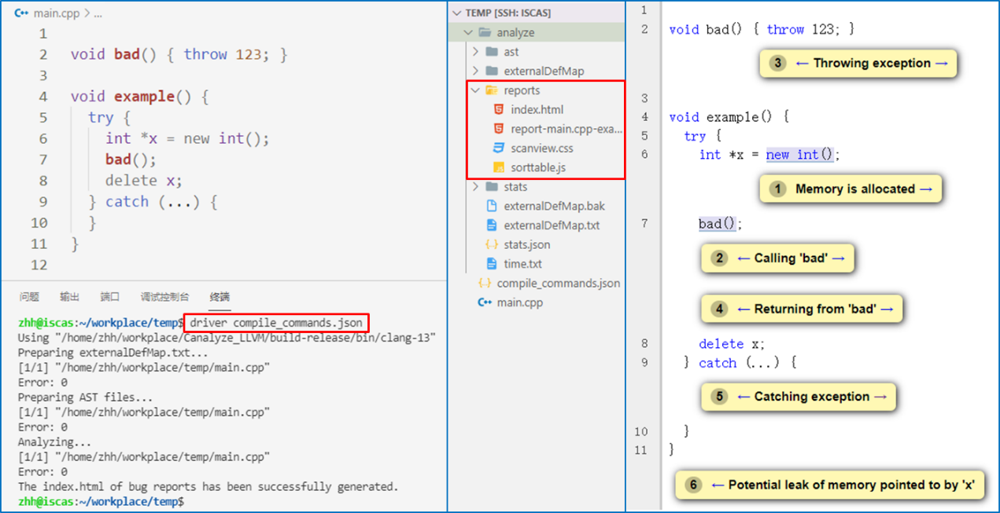 main.cpp > ...
1
2 void bad() { throw 123; }
3
4 void example() {
5 try {
6 int *x = new int();
7 bad();
8 delete x;
9 } catch (...) {
10 }
11 }
12
问题 输出 端口 调试控制台 终端
zhh@iscas:~/workplace/temp$ driver compile_commands.json
Using "/home/zhh/workplace/Canalyze_LLVM/build-release/bin/clang-13"
Preparing externalDefMap.txt...
[1/1] "/home/zhh/workplace/temp/main.cpp"
Error: 0
Preparing AST files...
[1/1] "/home/zhh/workplace/temp/main.cpp"
Error: 0
Analyzing...
[1/1] "/home/zhh/workplace/temp/main.cpp"
Error: 0
The index.html of bug reports has been successfully generated.
zhh@iscas:~/workplace/temp$
TEMP [SSH: ISCAS]
analyze
ast
externalDefMap
reports
index.html
report-main.cpp-exa...
scanview.css
sorttable.js
stats
externalDefMap.bak
externalDefMap.txt
{..} stats.json
time.txt
{..} compile_commands.json
C++ main.cpp
1
2 void bad() { throw 123; }
3 ← Throwing exception →
3
4 void example() {
5 try {
6 int *x = new int();
1 Memory is allocated →
7 bad();
2 ← Calling 'bad' →
4 ← Returning from 'bad' →
8 delete x;
9 } catch (...) {
5 ← Catching exception →
10 }
11 }
6 ← Potential leak of memory pointed to by 'x'